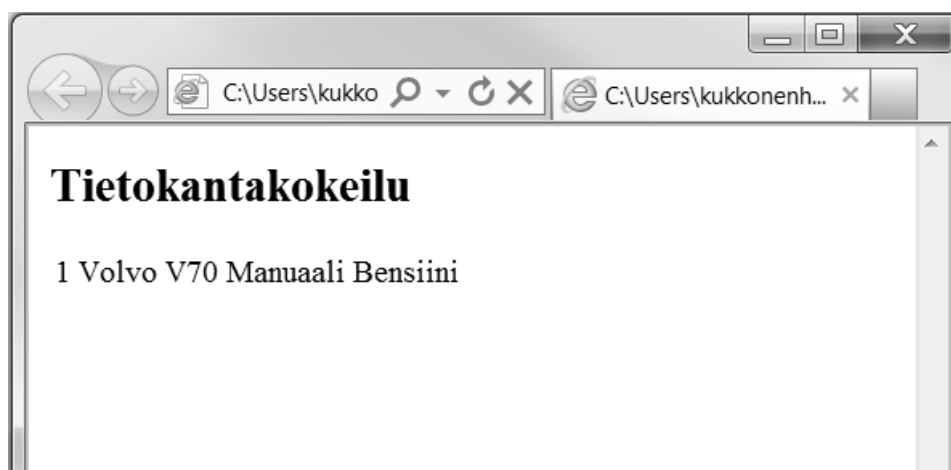 C:\Users\kukko
C:\Users\kukkonenh...
Tietokantakokeilu
1 Volvo V70 Manuaali Bensiini